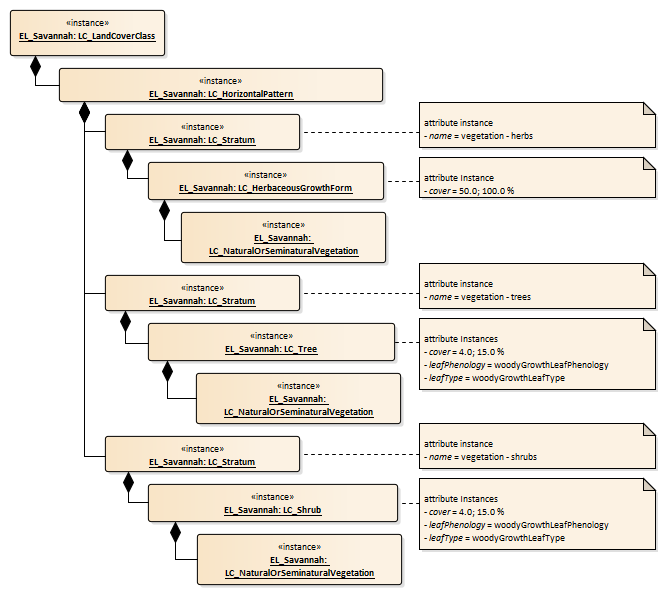 «instance»
EL_Savannah: LC_LandCoverClass
«instance»
EL_Savannah: LC_HorizontalPattern
«instance»
EL_Savannah: LC_Stratum
attribute instance
- name = vegetation - herbs
«instance»
EL_Savannah: LC_HerbaceousGrowthForm
attribute Instance
- cover = 50.0; 100.0 %
«instance»
EL_Savannah:
LC_NaturalOrSeminaturalVegetation
«instance»
EL_Savannah: LC_Stratum
attribute instance
- name = vegetation - trees
«instance»
EL_Savannah: LC_Tree
attribute Instances
- cover = 4.0; 15.0 %
- leafPhenology = woodyGrowthLeafPhenology
- leafType = woodyGrowthLeafType
«instance»
EL_Savannah:
LC_NaturalOrSeminaturalVegetation
«instance»
EL_Savannah: LC_Stratum
attribute instance
- name = vegetation - shrubs
«instance»
EL_Savannah: LC_Shrub
attribute Instances
- cover = 4.0; 15.0 %
- leafPhenology = woodyGrowthLeafPhenology
- leafType = woodyGrowthLeafType
«instance»
EL_Savannah:
LC_NaturalOrSeminaturalVegetation